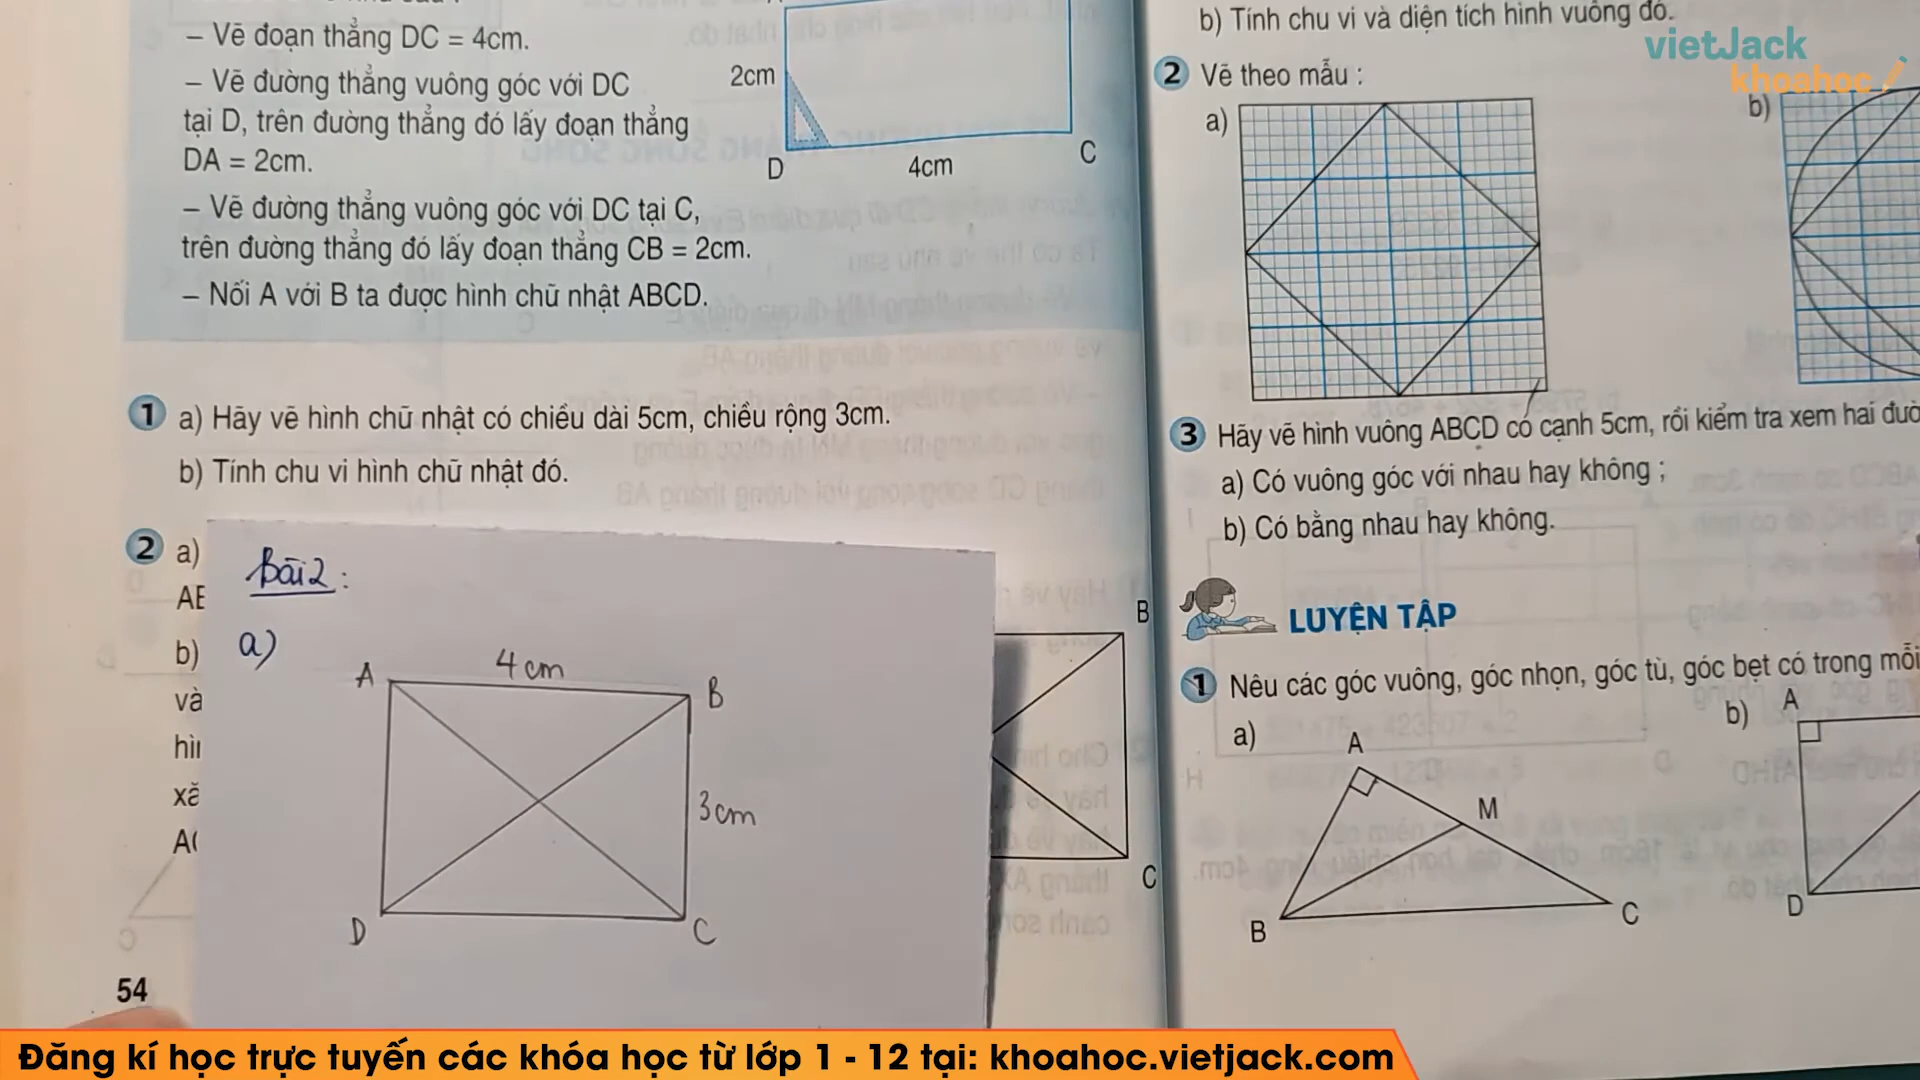 – Vẽ đoạn thẳng DC = 4cm.
– Vẽ đường thẳng vuông góc với DC
tại D, trên đường thẳng đó lấy đoạn thẳng
DA = 2cm.
– Vẽ đường thẳng vuông góc với DC tại C,
trên đường thẳng đó lấy đoạn thẳng CB = 2cm.
– Nối A với B ta được hình chữ nhật ABCD.
2cm
D
4cm
C
1 a) Hãy vẽ hình chữ nhật có chiều dài 5cm, chiều rộng 3cm.
b) Tính chu vi hình chữ nhật đó.
2 a)
b)
và
B
C
Bài 2 :
a)
A
4cm
B
3cm
D
C
54
b) Tính chu vi và diện tích hình vuông đó.
vietJack
khoahoc
2 Vẽ theo mẫu :
a)
b)
3 Hãy vẽ hình vuông ABCD có cạnh 5cm, rồi kiểm tra xem hai
a) Có vuông góc với nhau hay không ;
b) Có bằng nhau hay không.
LUYỆN TẬP
1 Nêu các góc vuông, góc nhọn, góc tù, góc bẹt có trong mỗi
a)
A
M
B
C
b)
A
D
Đăng kí học trực tuyến các khóa học từ lớp 1 - 12 tại: khoahoc.vietjack.com